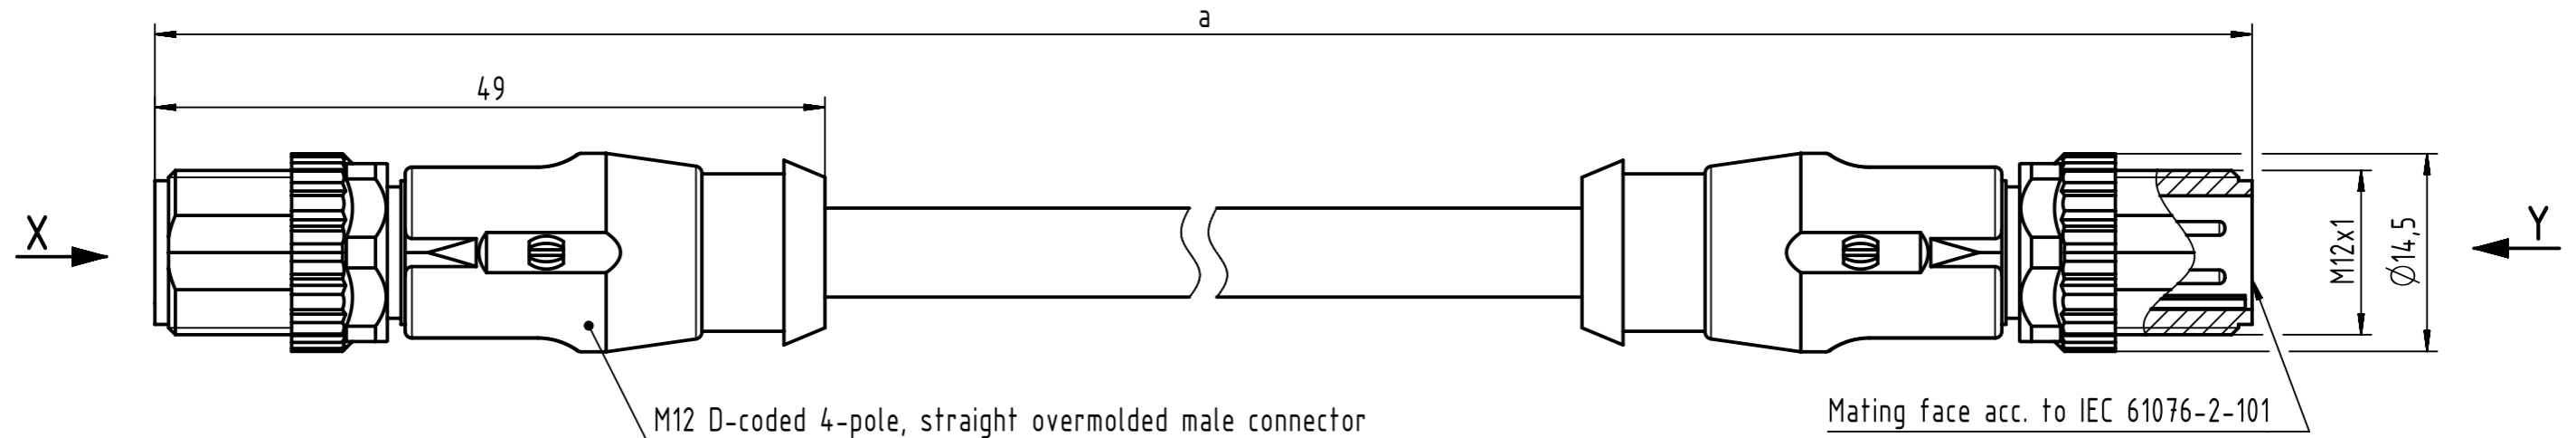 a
49
X
Y
M12x1
Ø14,5
M12 D-coded 4-pole, straight overmolded male connector
Mating face acc. to IEC 61076-2-101